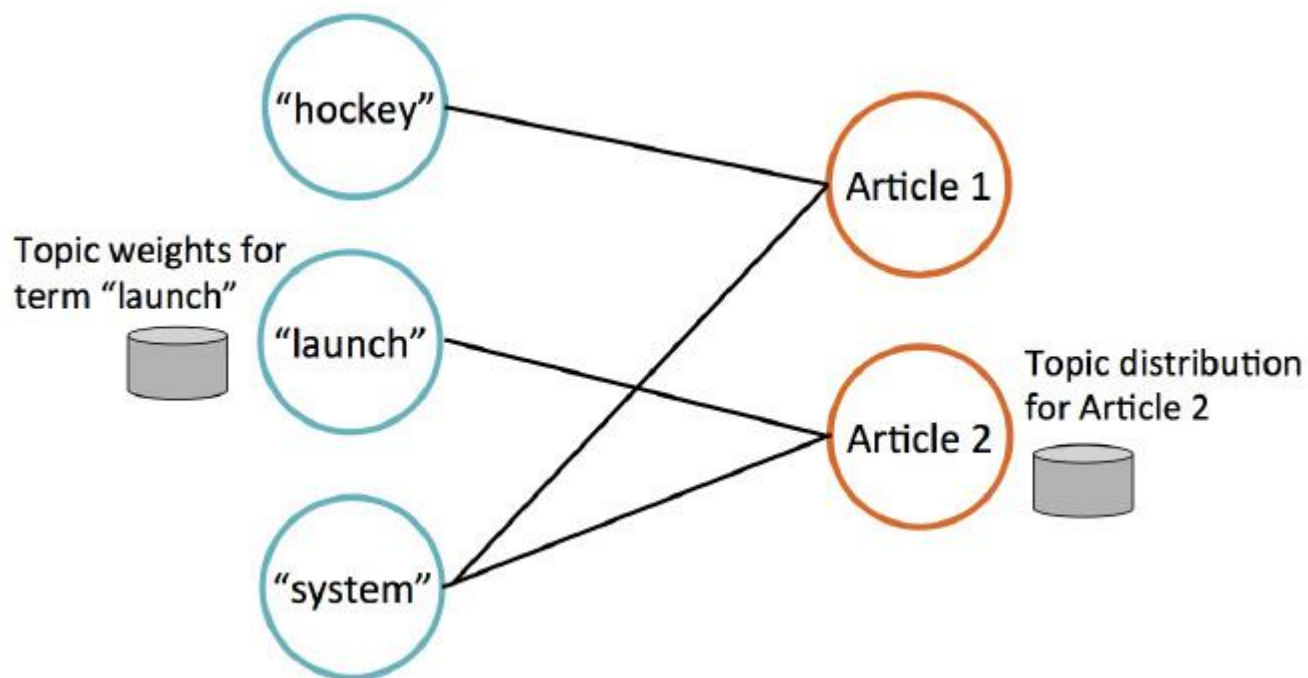 “hockey”
Article 1
Topic weights for
term “launch”
“launch”
Topic distribution
for Article 2
Article 2
“system”